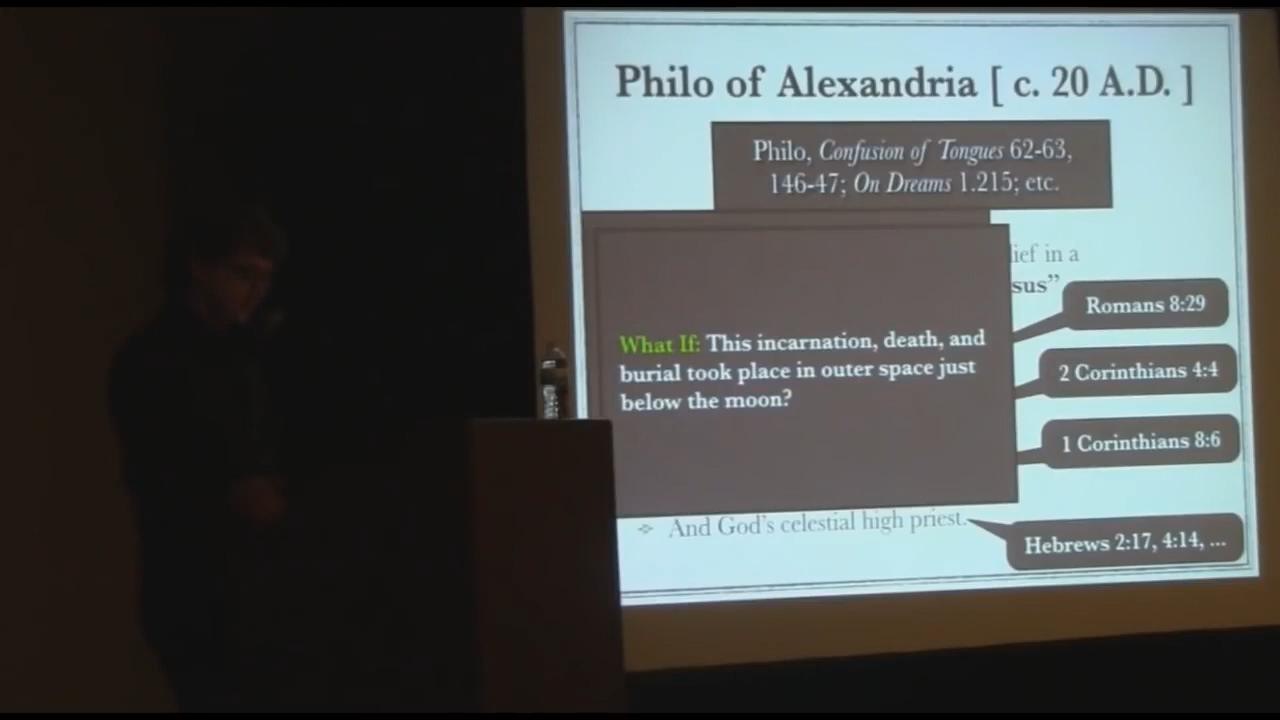 Philo of Alexandria [ c. 20 A.D. ]
Philo, Confusion of Tongues 62-63,
146-47; On Dreams 1.215; etc.
lief in a
sus”
Romans 8:29
What If: This incarnation, death, and
burial took place in outer space just
below the moon?
2 Corinthians 4:4
1 Corinthians 8:6
And God's celestial high priest.
Hebrews 2:17, 4:14, ...